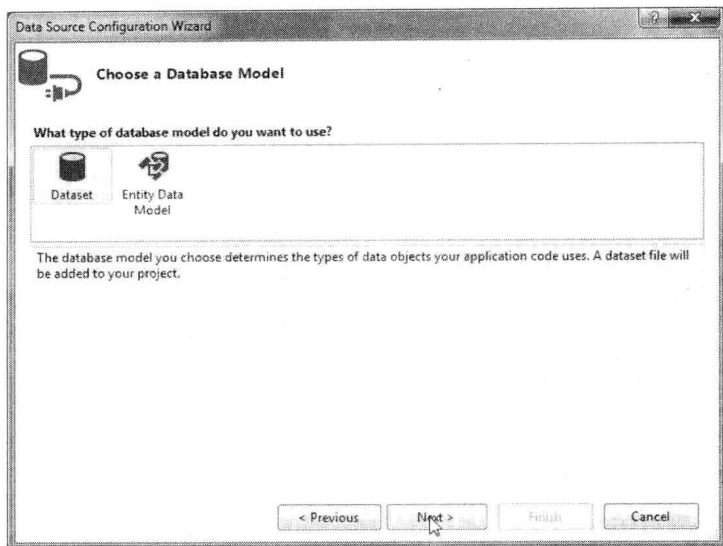 Data Source Configuration Wizard
Choose a Database Model
What type of database model do you want to use?
Dataset
Entity Data
Model
The database model you choose determines the types of data objects your application code uses. A dataset file will
be added to your project.
< Previous
Next >
Finish
Cancel